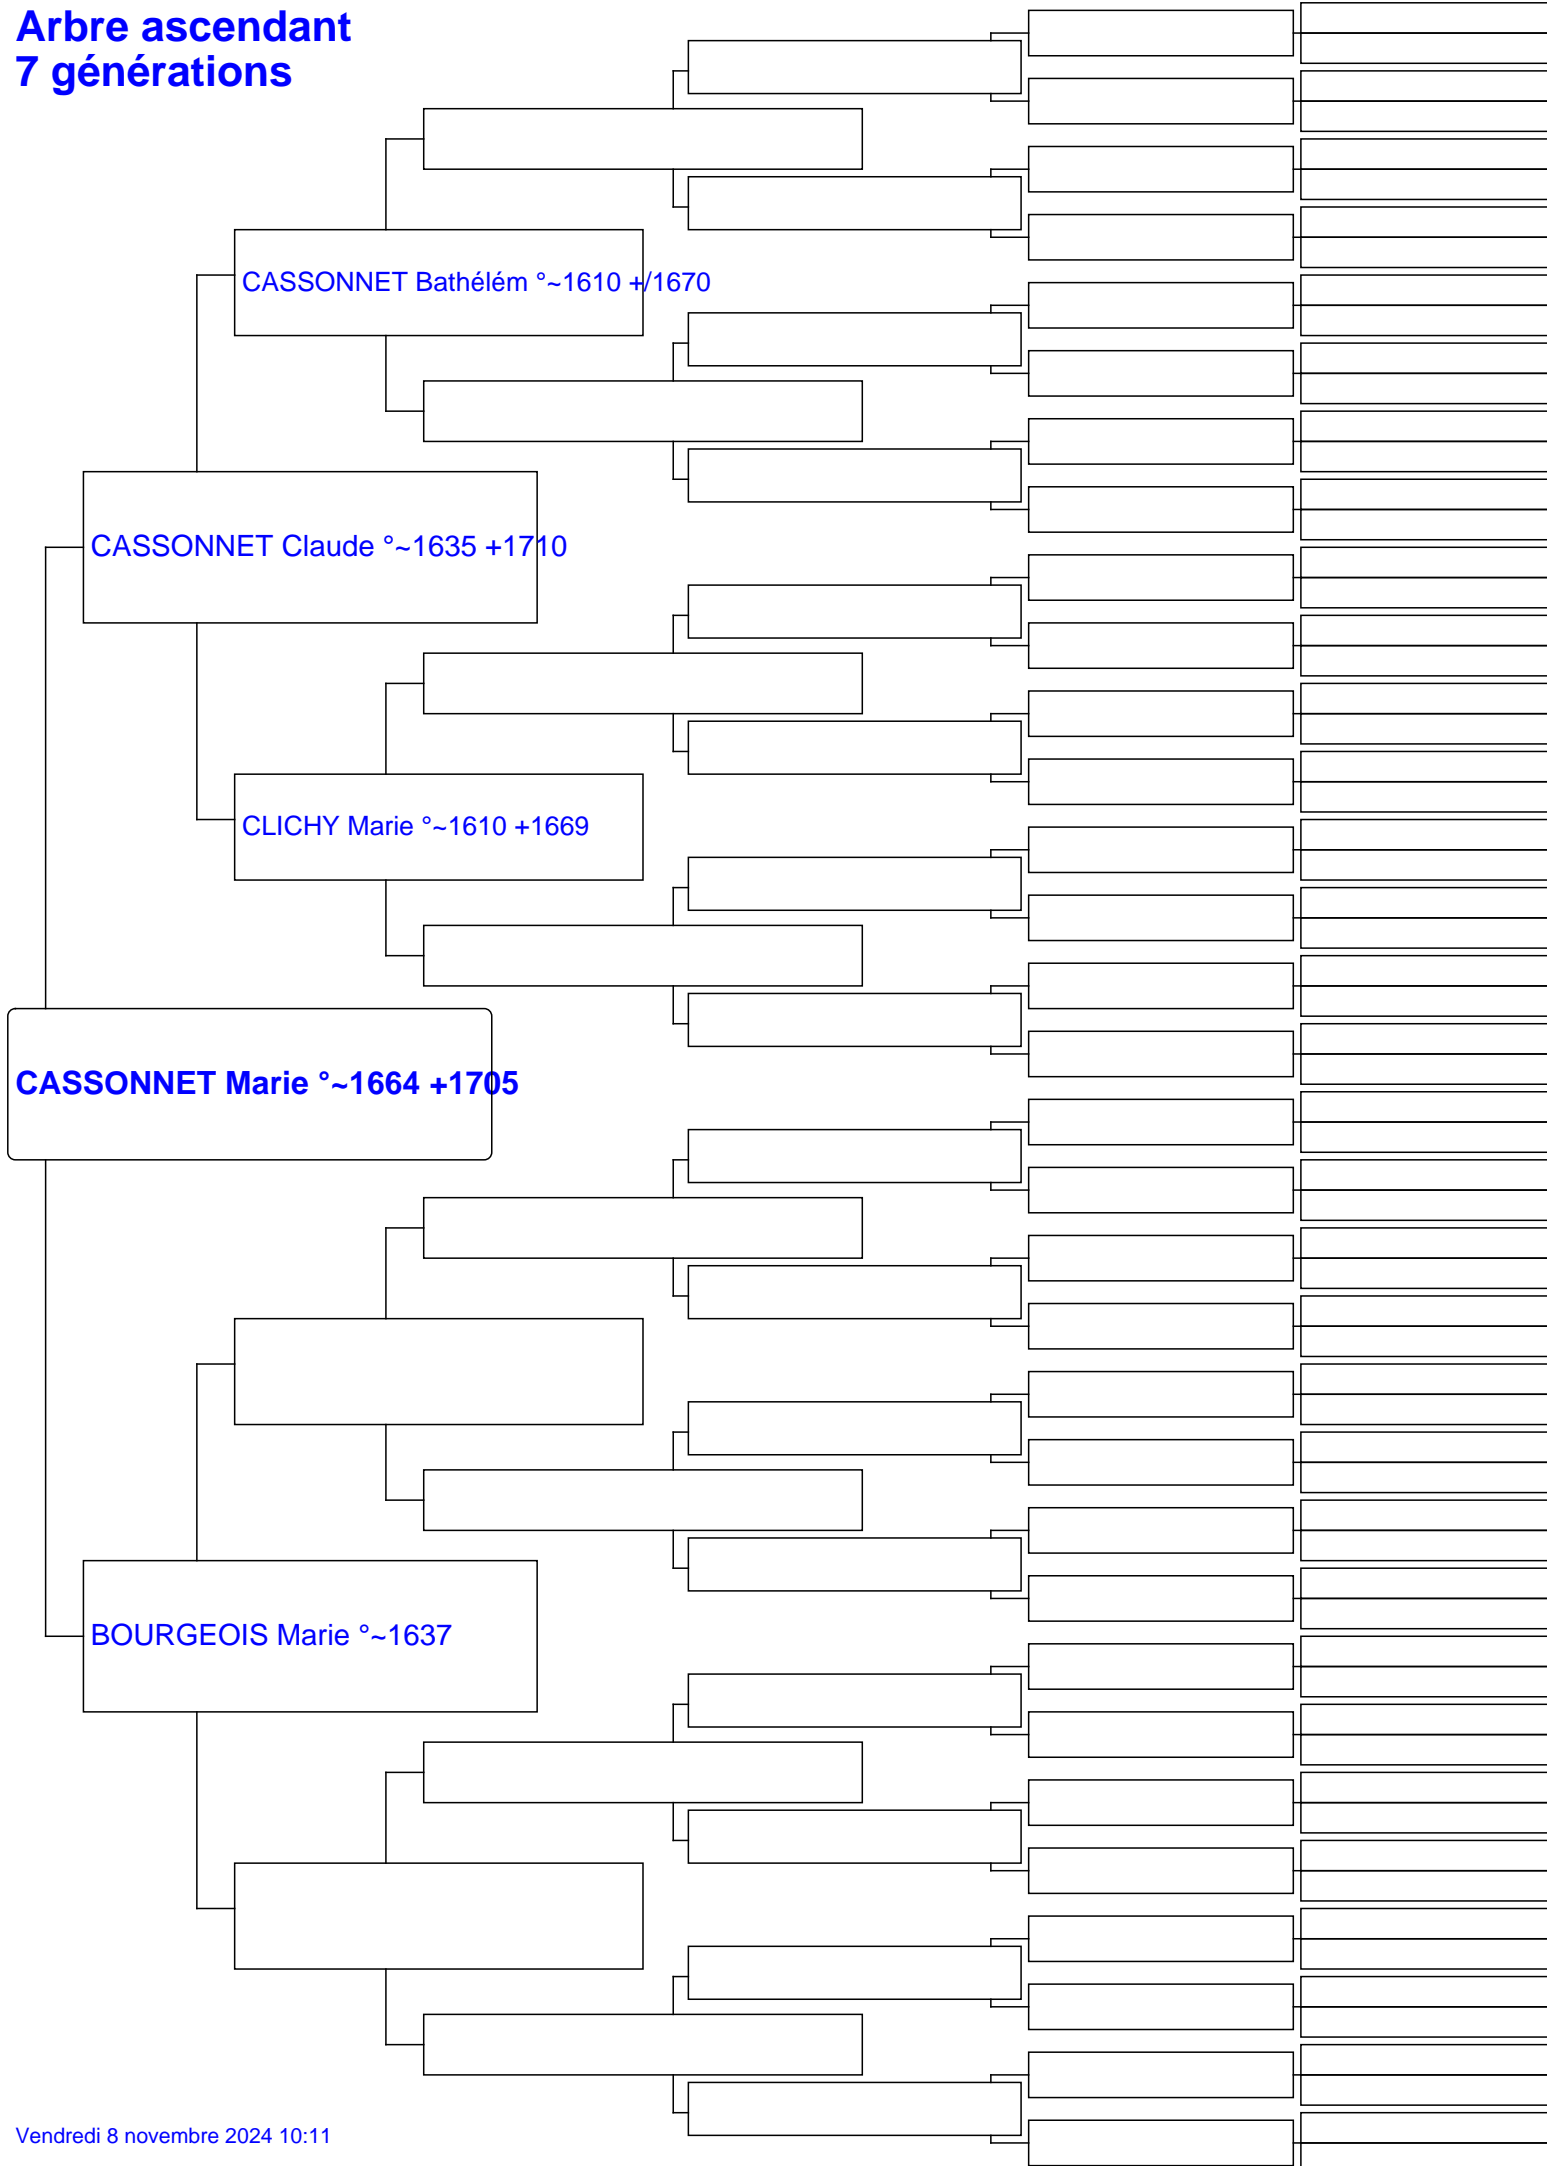 Arbre ascendant
7 générations
CASSONNET Bathélém °~1610 +/1670
CASSONNET Claude °~1635 +1710
CLICHY Marie °~1610 +1669
CASSONNET Marie °~1664 +1705
BOURGEOIS Marie °~1637
Vendredi 8 novembre 2024 10:11